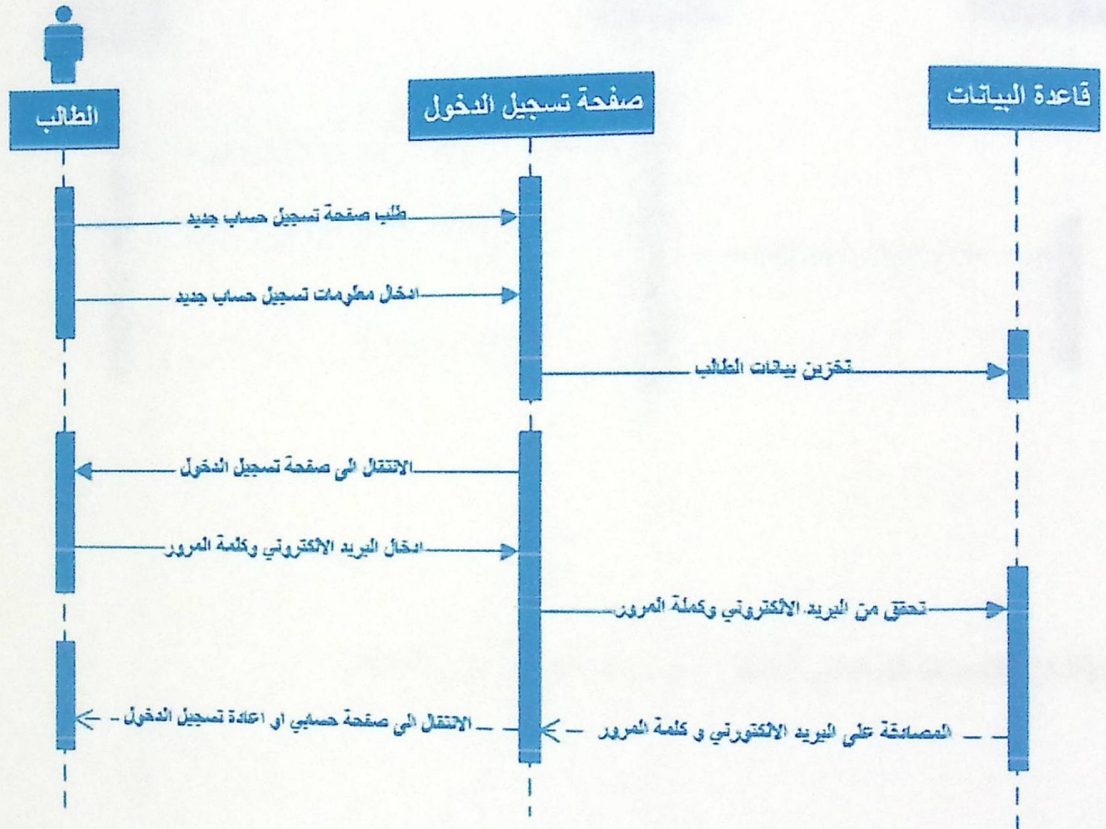 الطالب
صفحة تسجيل الدخول
قاعدة البيانات
طلب صفحة تسجيل حساب جديد
ادخال معلومات تسجيل حساب جديد
تخزين بيانات الطالب
الانتقال الى صفحة تسجيل الدخول
ادخال البريد الالكتروني وكلمة المرور
تحقق من البريد الالكتروني وكملة المرور
المصادقة على البريد الالكتورني و كلمة المرور
الانتقال الى صفحة حسابي او اعادة تسجيل الدخول